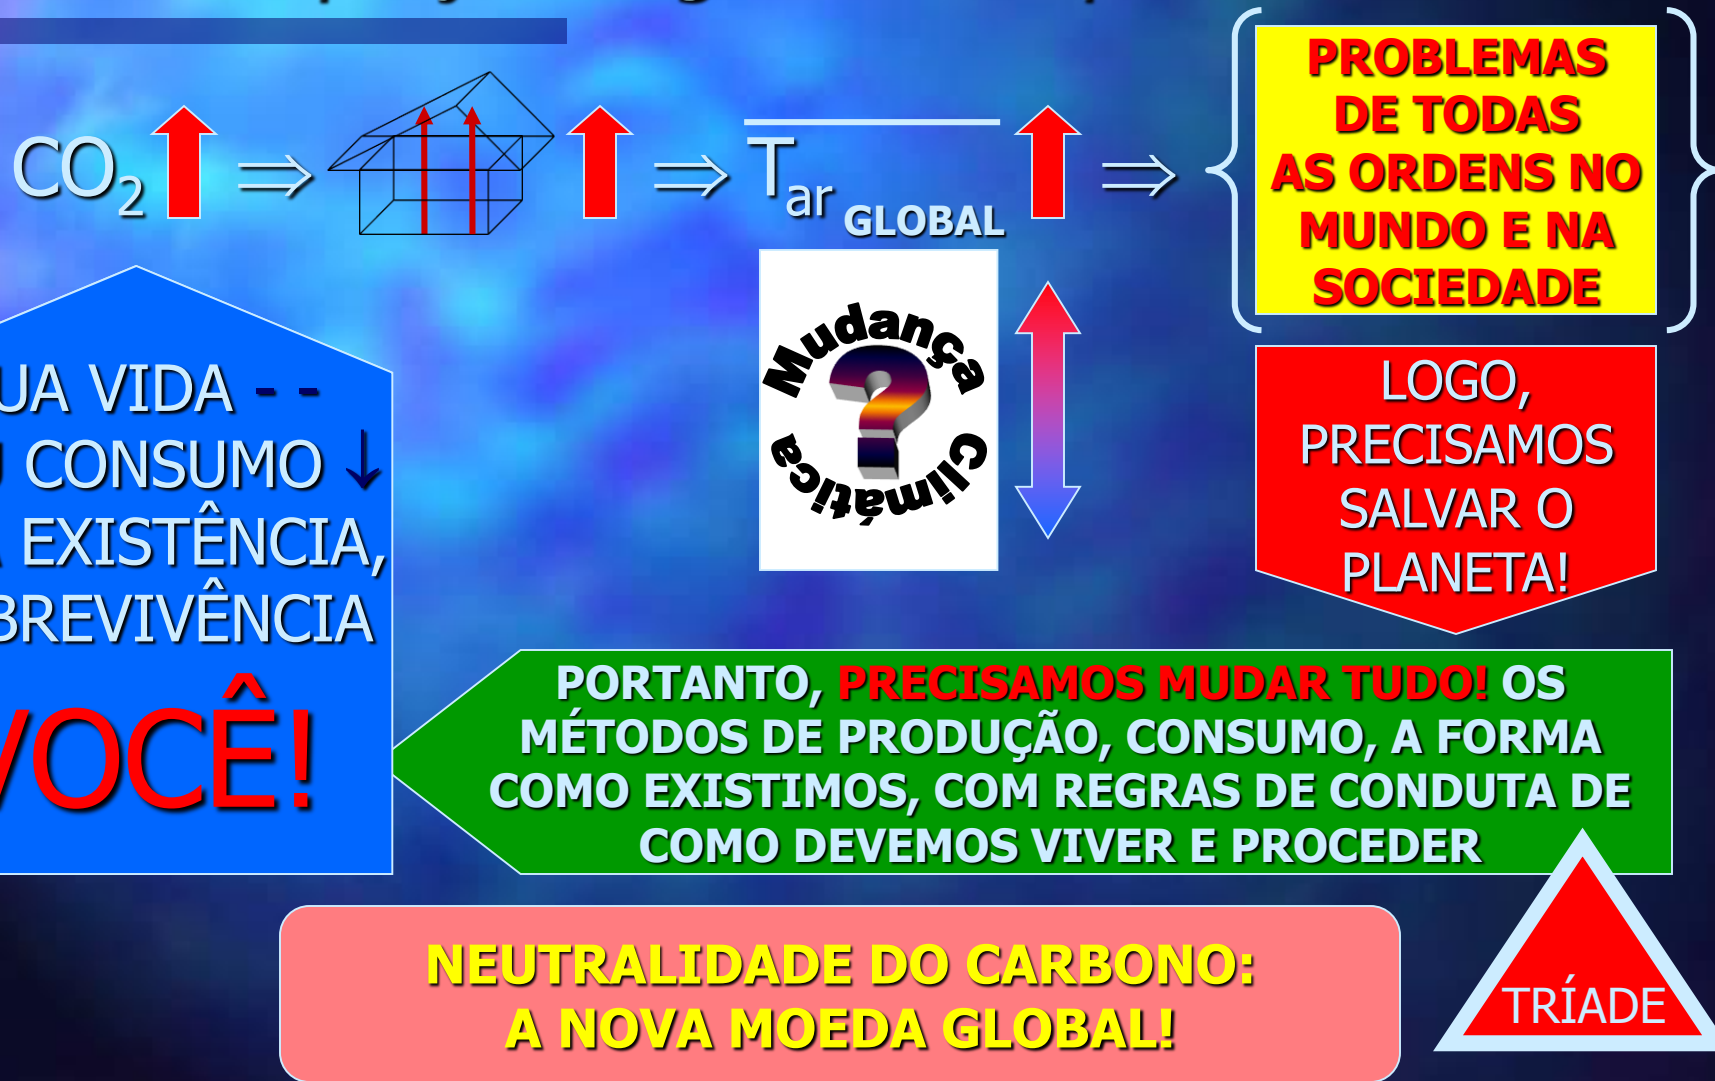 CO₂ ⇒ ⇒ Tar GLOBAL ⇒
PROBLEMAS
DE TODAS
AS ORDENS NO
MUNDO E NA
SOCIEDADE
Mudança
?
Climática
LOGO,
PRECISAMOS
SALVAR O
PLANETA!
PORTANTO, PRECISAMOS MUDAR TUDO! OS
MÉTODOS DE PRODUÇÃO, CONSUMO, A FORMA
COMO EXISTIMOS, COM REGRAS DE CONDUTA DE
COMO DEVEMOS VIVER E PROCEDER
UA VIDA - -
CONSUMO ↓
EXISTÊNCIA,
BREVIVÊNCIA
VOCÊ!
NEUTRALIDADE DO CARBONO:
A NOVA MOEDA GLOBAL!
TRÍADE